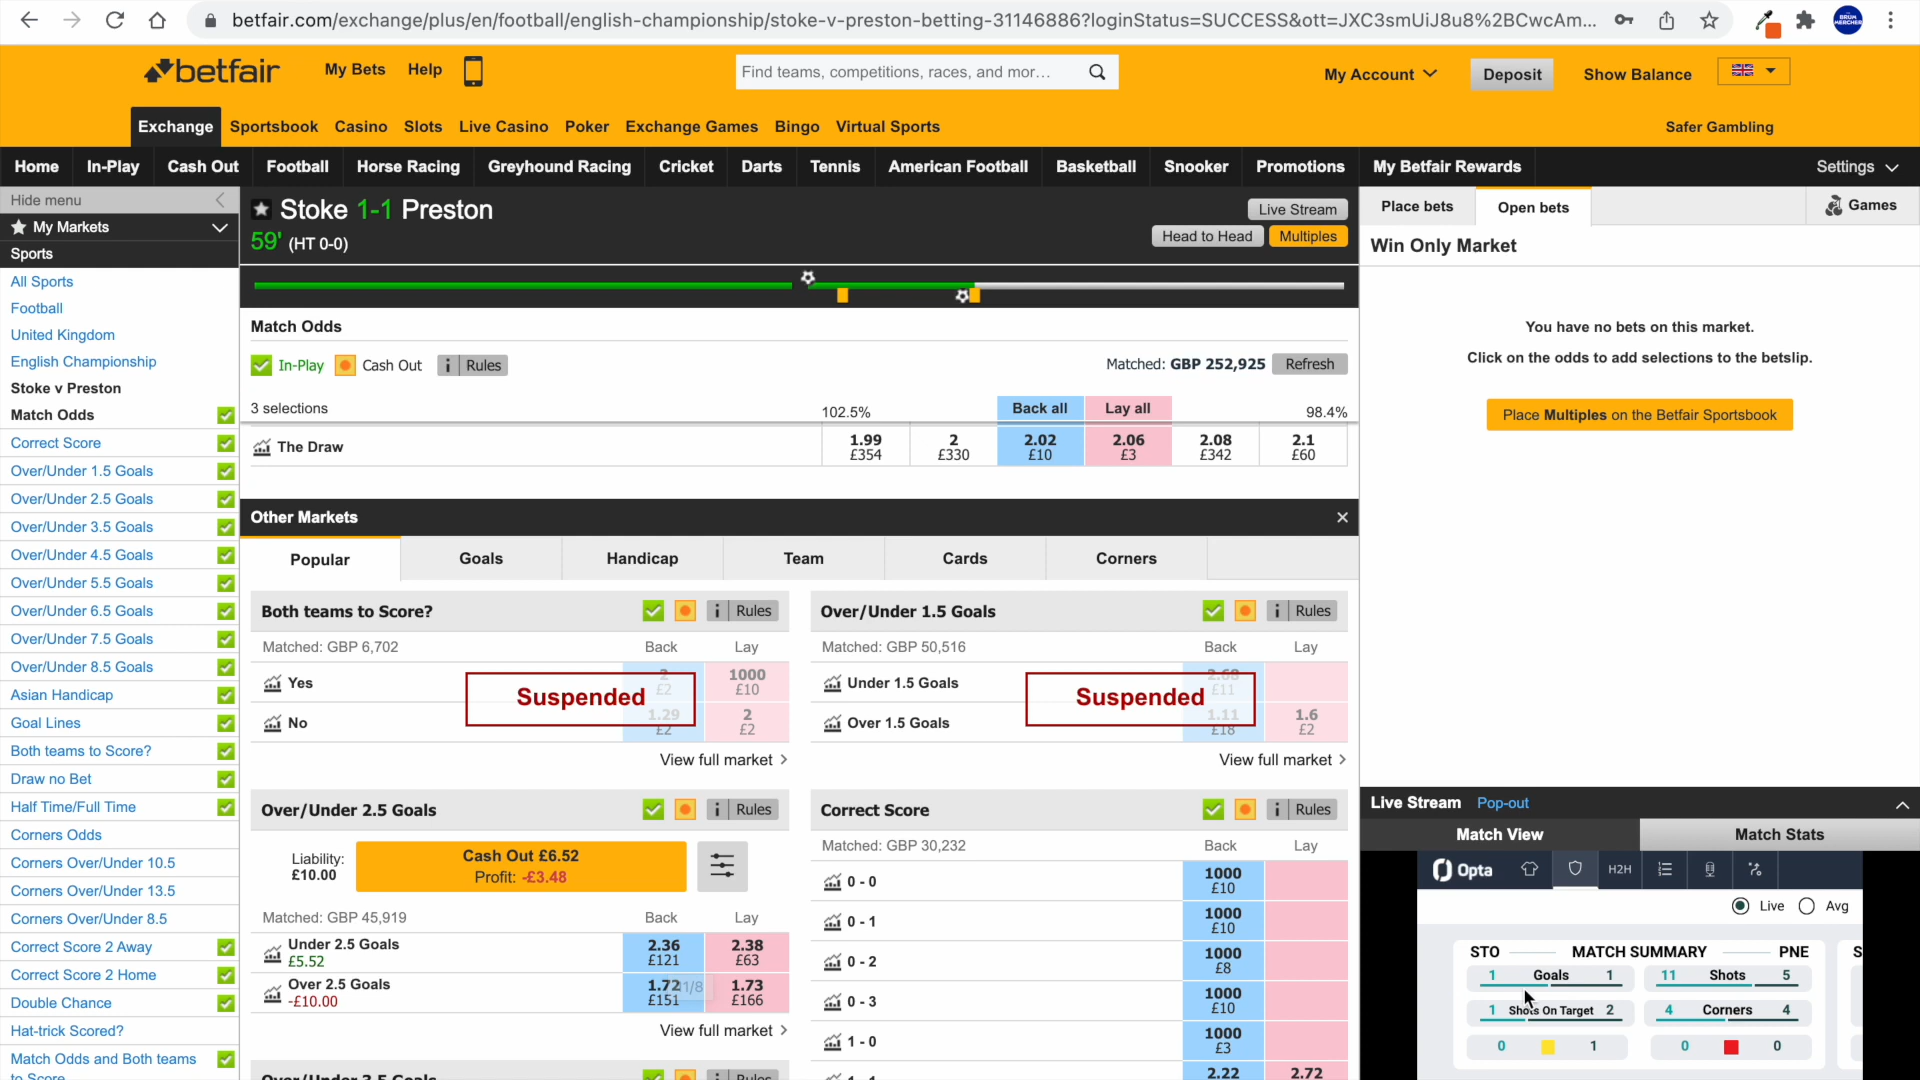 betfair.com/exchange/plus/en/football/english-championship/stoke-v-preston-betting-31146886?loginStatus=SUCCESS&ott=JXC3smUiJ8u8%2BCwcAm...
betfair
My Bets
Help
Find teams, competitions, races, and mor...
My Account
Deposit
Show Balance
Exchange
Sportsbook
Casino
Slots
Live Casino
Poker
Exchange Games
Bingo
Virtual Sports
Safer Gambling
Home
In-Play
Cash Out
Football
Horse Racing
Greyhound Racing
Cricket
Darts
Tennis
American Football
Basketball
Snooker
Promotions
My Betfair Rewards
Settings
Hide menu
My Markets
Sports
All Sports
Football
United Kingdom
English Championship
Stoke v Preston
Match Odds
Correct Score
Over/Under 1.5 Goals
Over/Under 2.5 Goals
Over/Under 3.5 Goals
Over/Under 4.5 Goals
Over/Under 5.5 Goals
Over/Under 6.5 Goals
Over/Under 7.5 Goals
Over/Under 8.5 Goals
Asian Handicap
Goal Lines
Both teams to Score?
Draw no Bet
Half Time/Full Time
Corners Odds
Corners Over/Under 10.5
Corners Over/Under 13.5
Corners Over/Under 8.5
Correct Score 2 Away
Correct Score 2 Home
Double Chance
Hat-trick Scored?
Match Odds and Both teams
to Score
Stoke 1-1 Preston
59' (HT 0-0)
Live Stream
Head to Head
Multiples
Match Odds
In-Play
Cash Out
i Rules
Matched: GBP 252,925
Refresh
3 selections
102.5%
Back all
Lay all
98.4%
The Draw
1.99 2 2.02 2.06 2.08 2.1
£354 £330 £10 £3 £342 £60
Other Markets
Popular
Goals
Handicap
Team
Cards
Corners
Both teams to Score?
i Rules
Matched: GBP 6,702
Back
Lay
Yes
2 1000
£2 £10
Suspended
No
1.29 2
£2 £2
View full market
Over/Under 1.5 Goals
i Rules
Matched: GBP 50,516
Back
Lay
Under 1.5 Goals
2.68
£11
Suspended
Over 1.5 Goals
1.11 1.6
£18 £2
View full market
Over/Under 2.5 Goals
i Rules
Liability:
£10.00
Cash Out £6.52
Profit: -£3.48
Matched: GBP 45,919
Back
Lay
Under 2.5 Goals
£5.52
2.36 2.38
£121 £63
Over 2.5 Goals
-£10.00
1.72 1.73
£151 £166
11/8
View full market
Over/Under 3.5 Goals
Rules
Correct Score
i Rules
Matched: GBP 30,232
Back
Lay
0 - 0
1000
£10
0 - 1
1000
£10
0 - 2
1000
£8
0 - 3
1000
£10
1 - 0
1000
£3
1 - 1
2.22 2.72
Place bets
Open bets
Games
Win Only Market
You have no bets on this market.
Click on the odds to add selections to the betslip.
Place Multiples on the Betfair Sportsbook
Live Stream
Pop-out
Match View
Match Stats
Opta
H2H
Live
Avg
STO MATCH SUMMARY PNE
S
1 Goals 1
11 Shots 5
1 Shots On Target 2
4 Corners 4
0 1
0 0